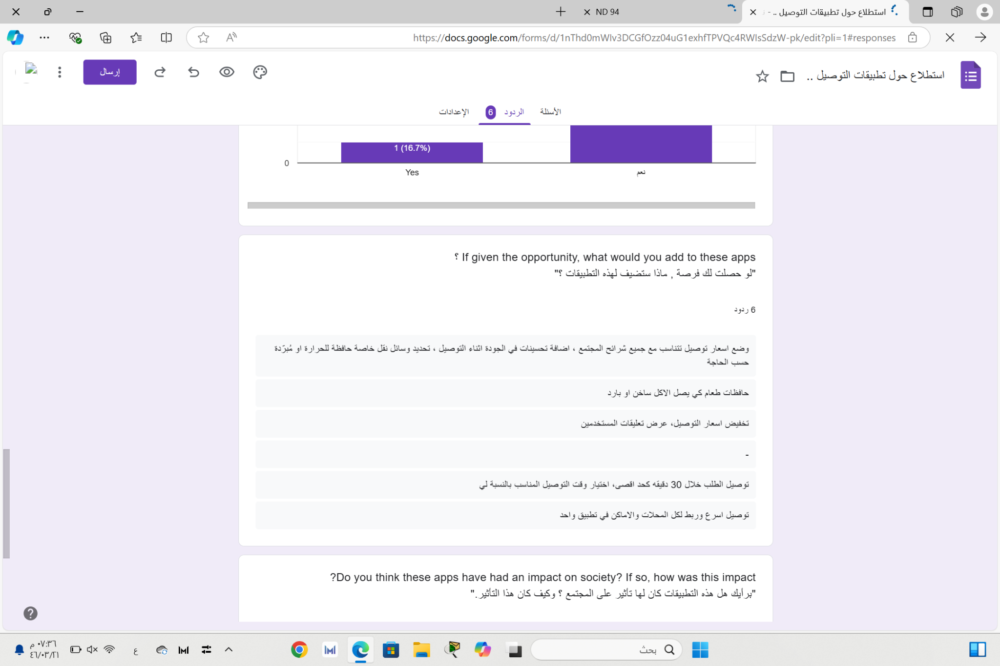 استطلاع حول تطبيقات التوصيل .. -
ND 94
https://docs.google.com/forms/d/1nThd0mWIv3DCGfOzz04uG1exhfTPVQc4RWIsSdzW-pk/edit?pli=1#responses
استطلاع حول تطبيقات التوصيل ..
إرسال
الأسئلة
الردود 6
الإعدادات
1 (16.7%)
0
نعم
Yes
If given the opportunity, what would you add to these apps ؟
"لو حصلت لك فرصة , ماذا ستضيف لهذه التطبيقات ؟"
6 ردود
وضع اسعار توصيل تتناسب مع جميع شرائح المجتمع ، اضافة تحسينات في الجودة اثناء التوصيل ، تحديد وسائل نقل خاصة حافظة للحرارة او مُبرّدة
حسب الحاجة
حافظات طعام كي يصل الاكل ساخن او بارد
تخفيض اسعار التوصيل، عرض تعليقات المستخدمين
-
توصيل الطلب خلال 30 دقيقه كحد اقصى، اختيار وقت التوصيل المناسب بالنسبة لي
توصيل اسرع وربط لكل المحلات والاماكن في تطبيق واحد
?Do you think these apps have had an impact on society? If so, how was this impact
"برأيك هل هذه التطبيقات كان لها تأثير على المجتمع ؟ وكيف كان هذا التأثير."
بحث
ع
٠٧:٣٦ م
٤٦/٠٣/٢١